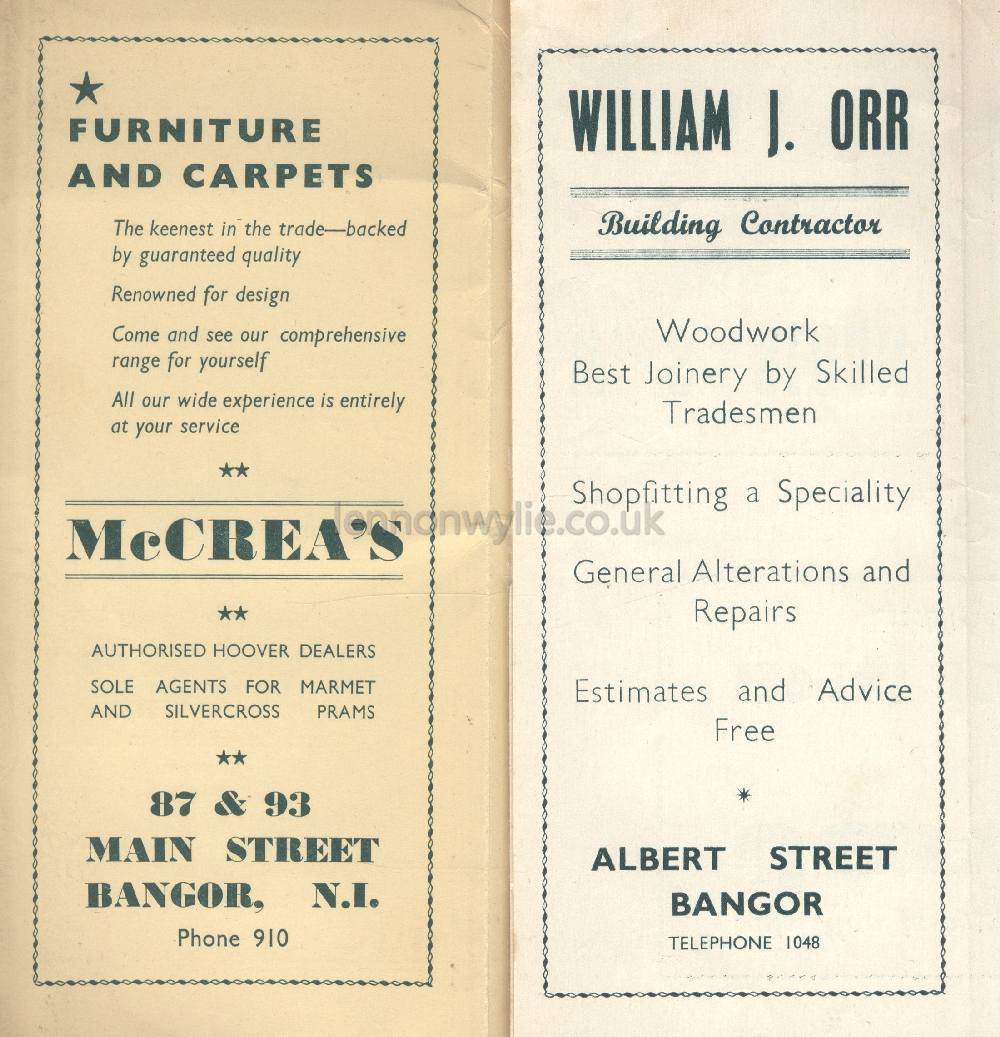 FURNITURE
AND CARPETS
The keenest in the trade—backed
by guaranteed quality
Renowned for design
Come and see our comprehensive
range for yourself
All our wide experience is entirely
at your service
McCREA'S
AUTHORISED HOOVER DEALERS
SOLE AGENTS FOR MARMET
AND SILVERCROSS PRAMS
87 & 93
MAIN STREET
BANGOR, N.I.
Phone 910
WILLIAM J. ORR
Building Contractor
Woodwork
Best Joinery by Skilled
Tradesmen
Shopfitting a Speciality
General Alterations and
Repairs
Estimates and Advice
Free
ALBERT STREET
BANGOR
TELEPHONE 1048
lennonwylie.co.uk